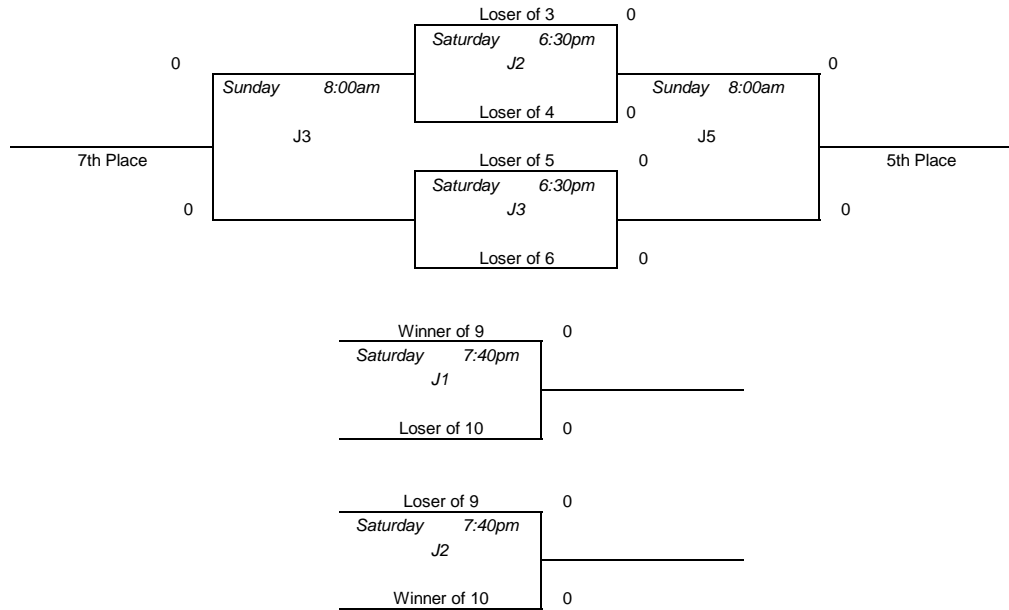 Loser of 3 0
Saturday 6:30pm
0 J2 0
Sunday 8:00am Sunday 8:00am
Loser of 4 0
J3 J5
7th Place Loser of 5 0 5th Place
Saturday 6:30pm
0 J3 0
Loser of 6 0
Winner of 9 0
Saturday 7:40pm
J1
Loser of 10 0
Loser of 9 0
Saturday 7:40pm
J2
Winner of 10 0